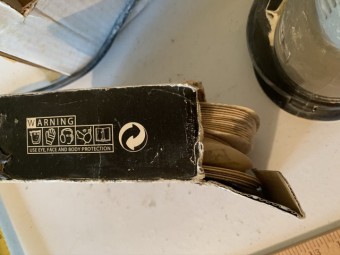 WARNING
USE EYE, FACE AND BODY PROTECTION